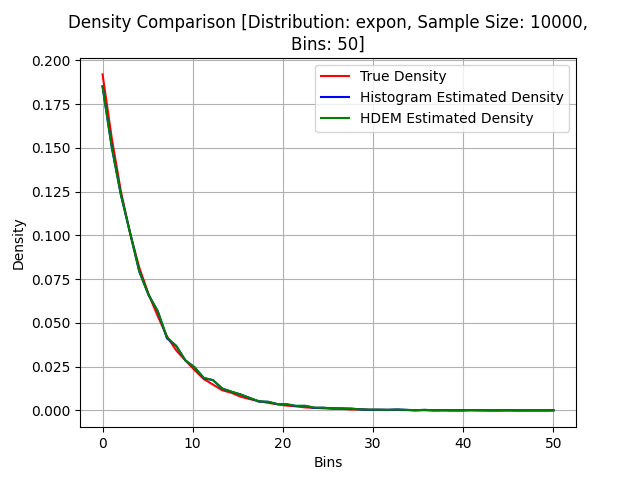 Density Comparison [Distribution: expon, Sample Size: 10000,
Bins: 50]
True Density
Histogram Estimated Density
HDEM Estimated Density
Density
0.200
0.175
0.150
0.125
0.100
0.075
0.050
0.025
0.000
0 10 20 30 40 50
Bins